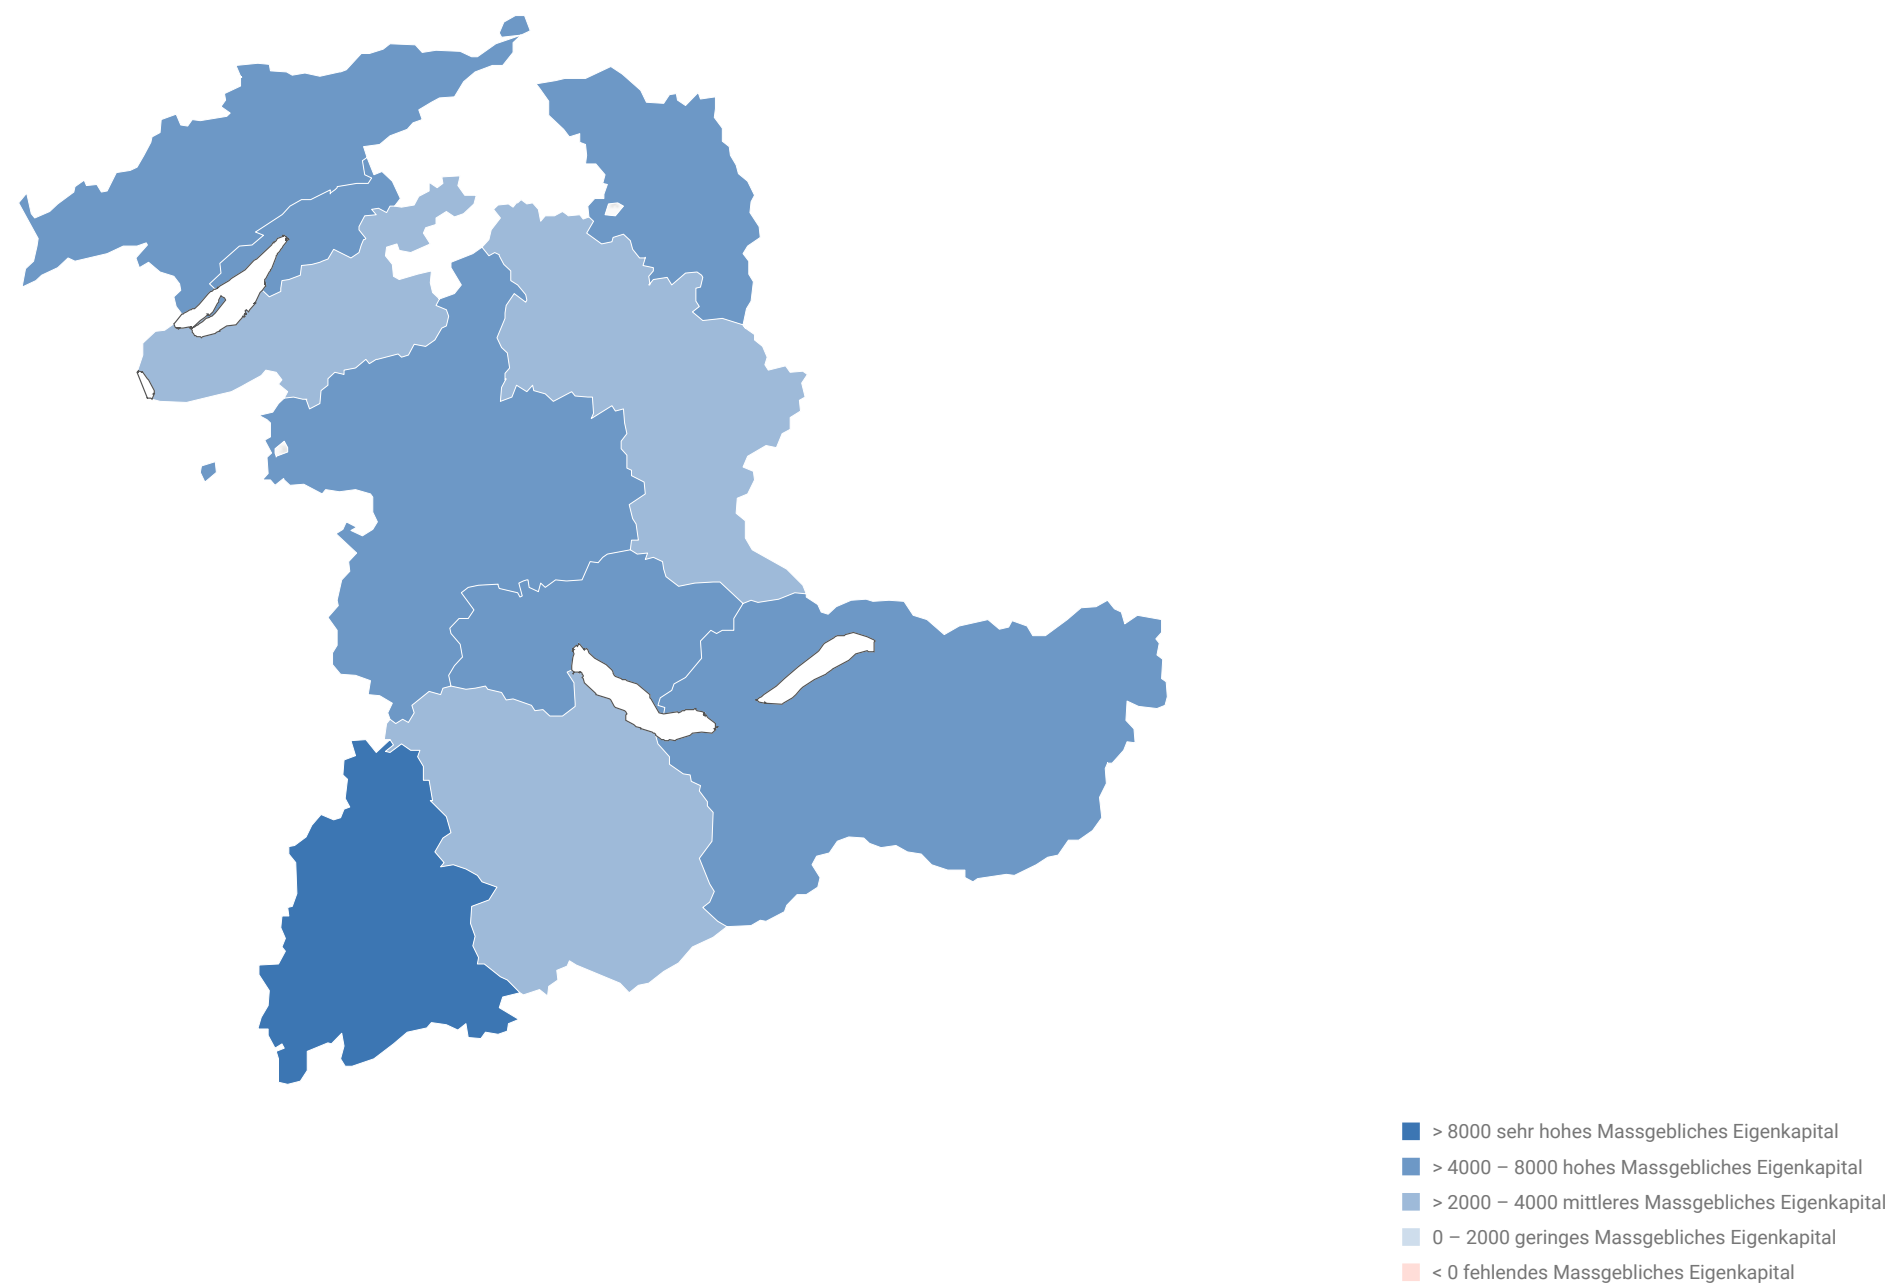 > 8000 sehr hohes Massgebliches Eigenkapital
> 4000 – 8000 hohes Massgebliches Eigenkapital
> 2000 – 4000 mittleres Massgebliches Eigenkapital
0 – 2000 geringes Massgebliches Eigenkapital
< 0 fehlendes Massgebliches Eigenkapital